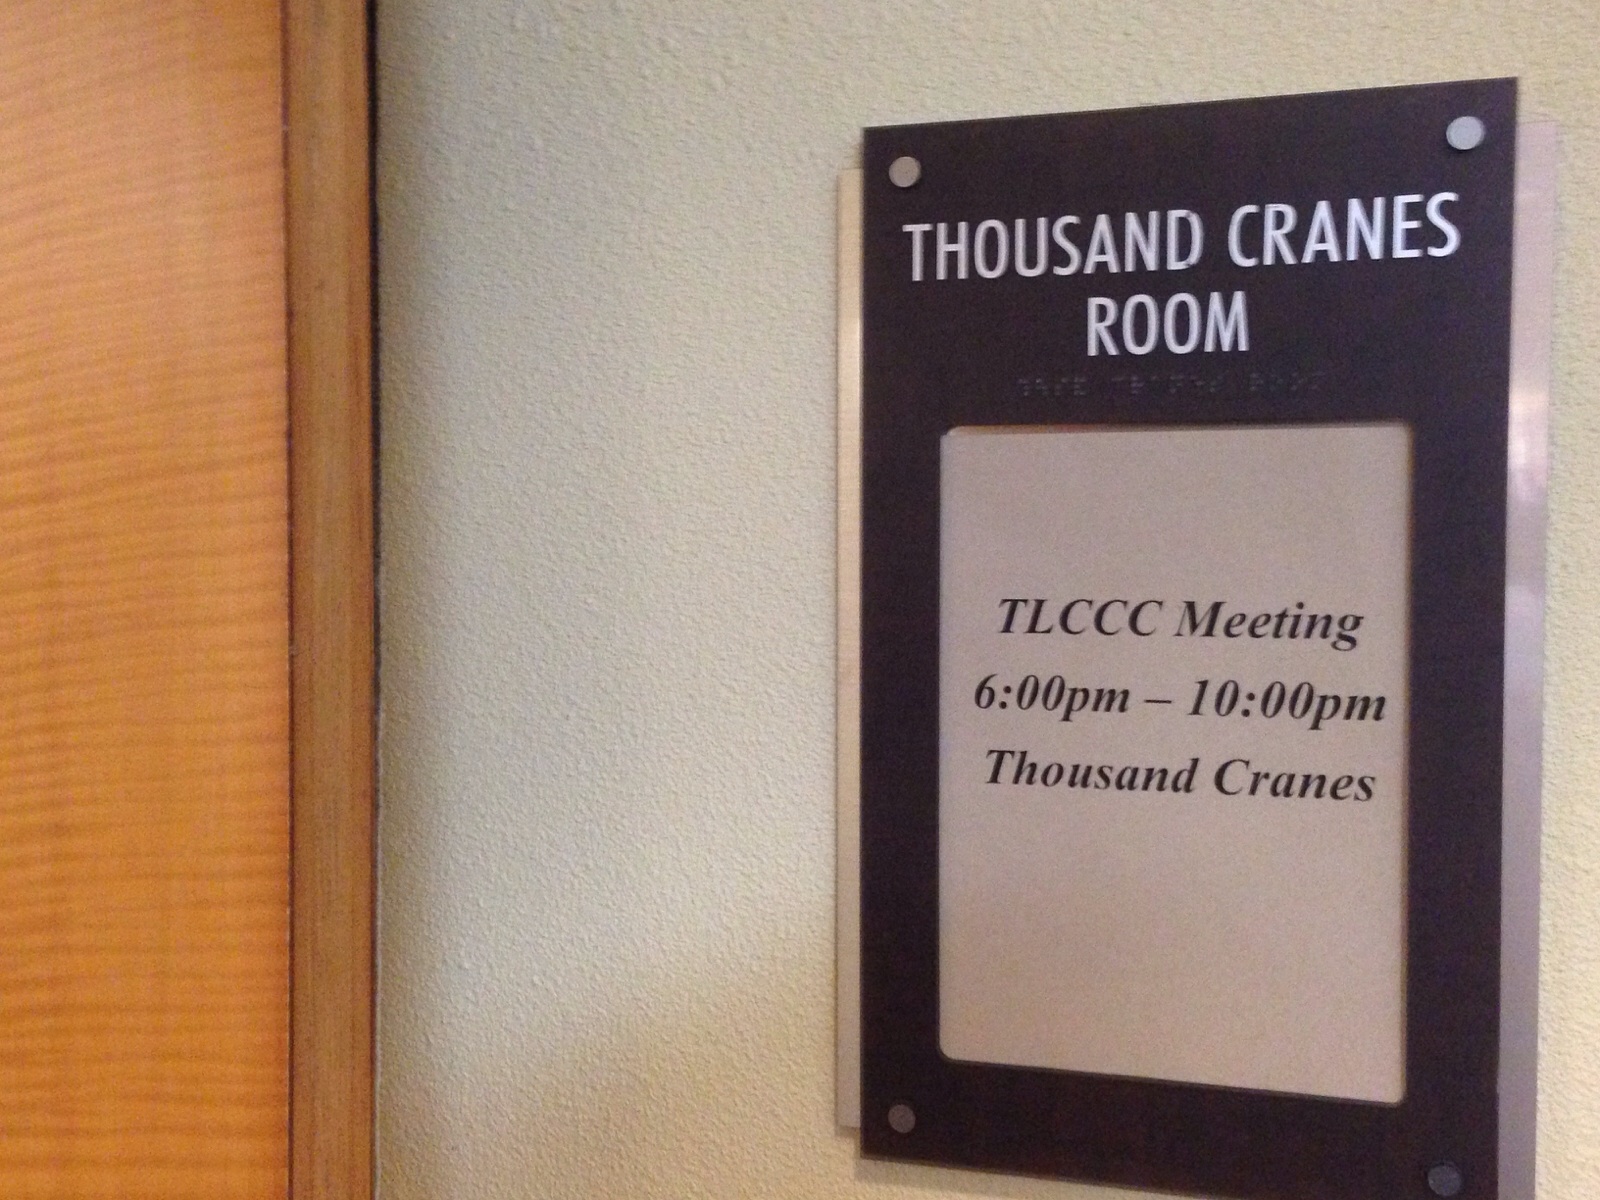 THOUSAND CRANES
ROOM
TLCCC Meeting
6:00pm – 10:00pm
Thousand Cranes